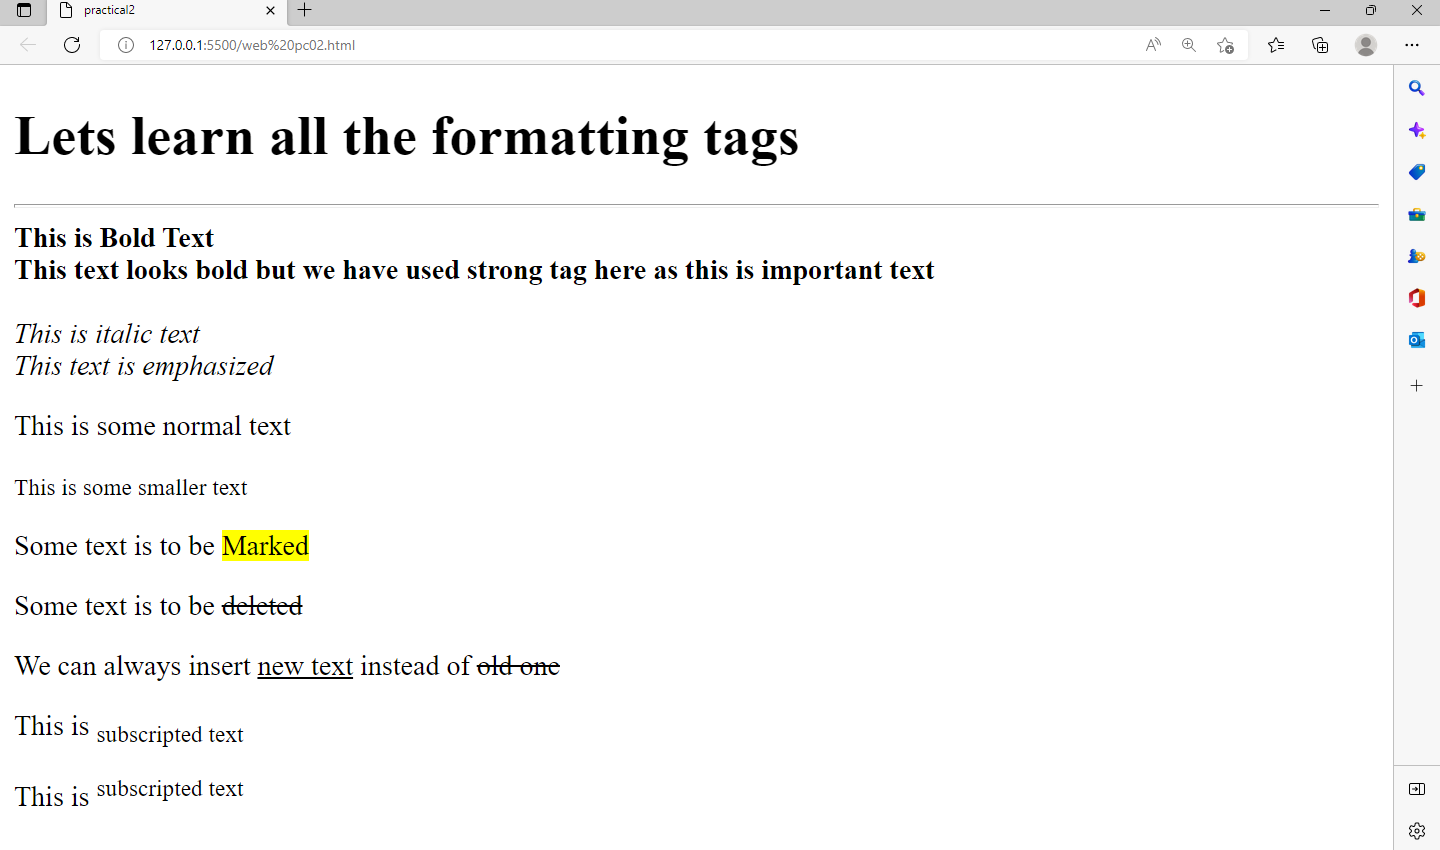 practical2
127.0.0.1:5500/web%20pc02.html
Lets learn all the formatting tags
This is Bold Text
This text looks bold but we have used strong tag here as this is important text
This is italic text
This text is emphasized
This is some normal text
This is some smaller text
Some text is to be Marked
Some text is to be deleted
We can always insert new text instead of old one
This is subscripted text
This is subscripted text